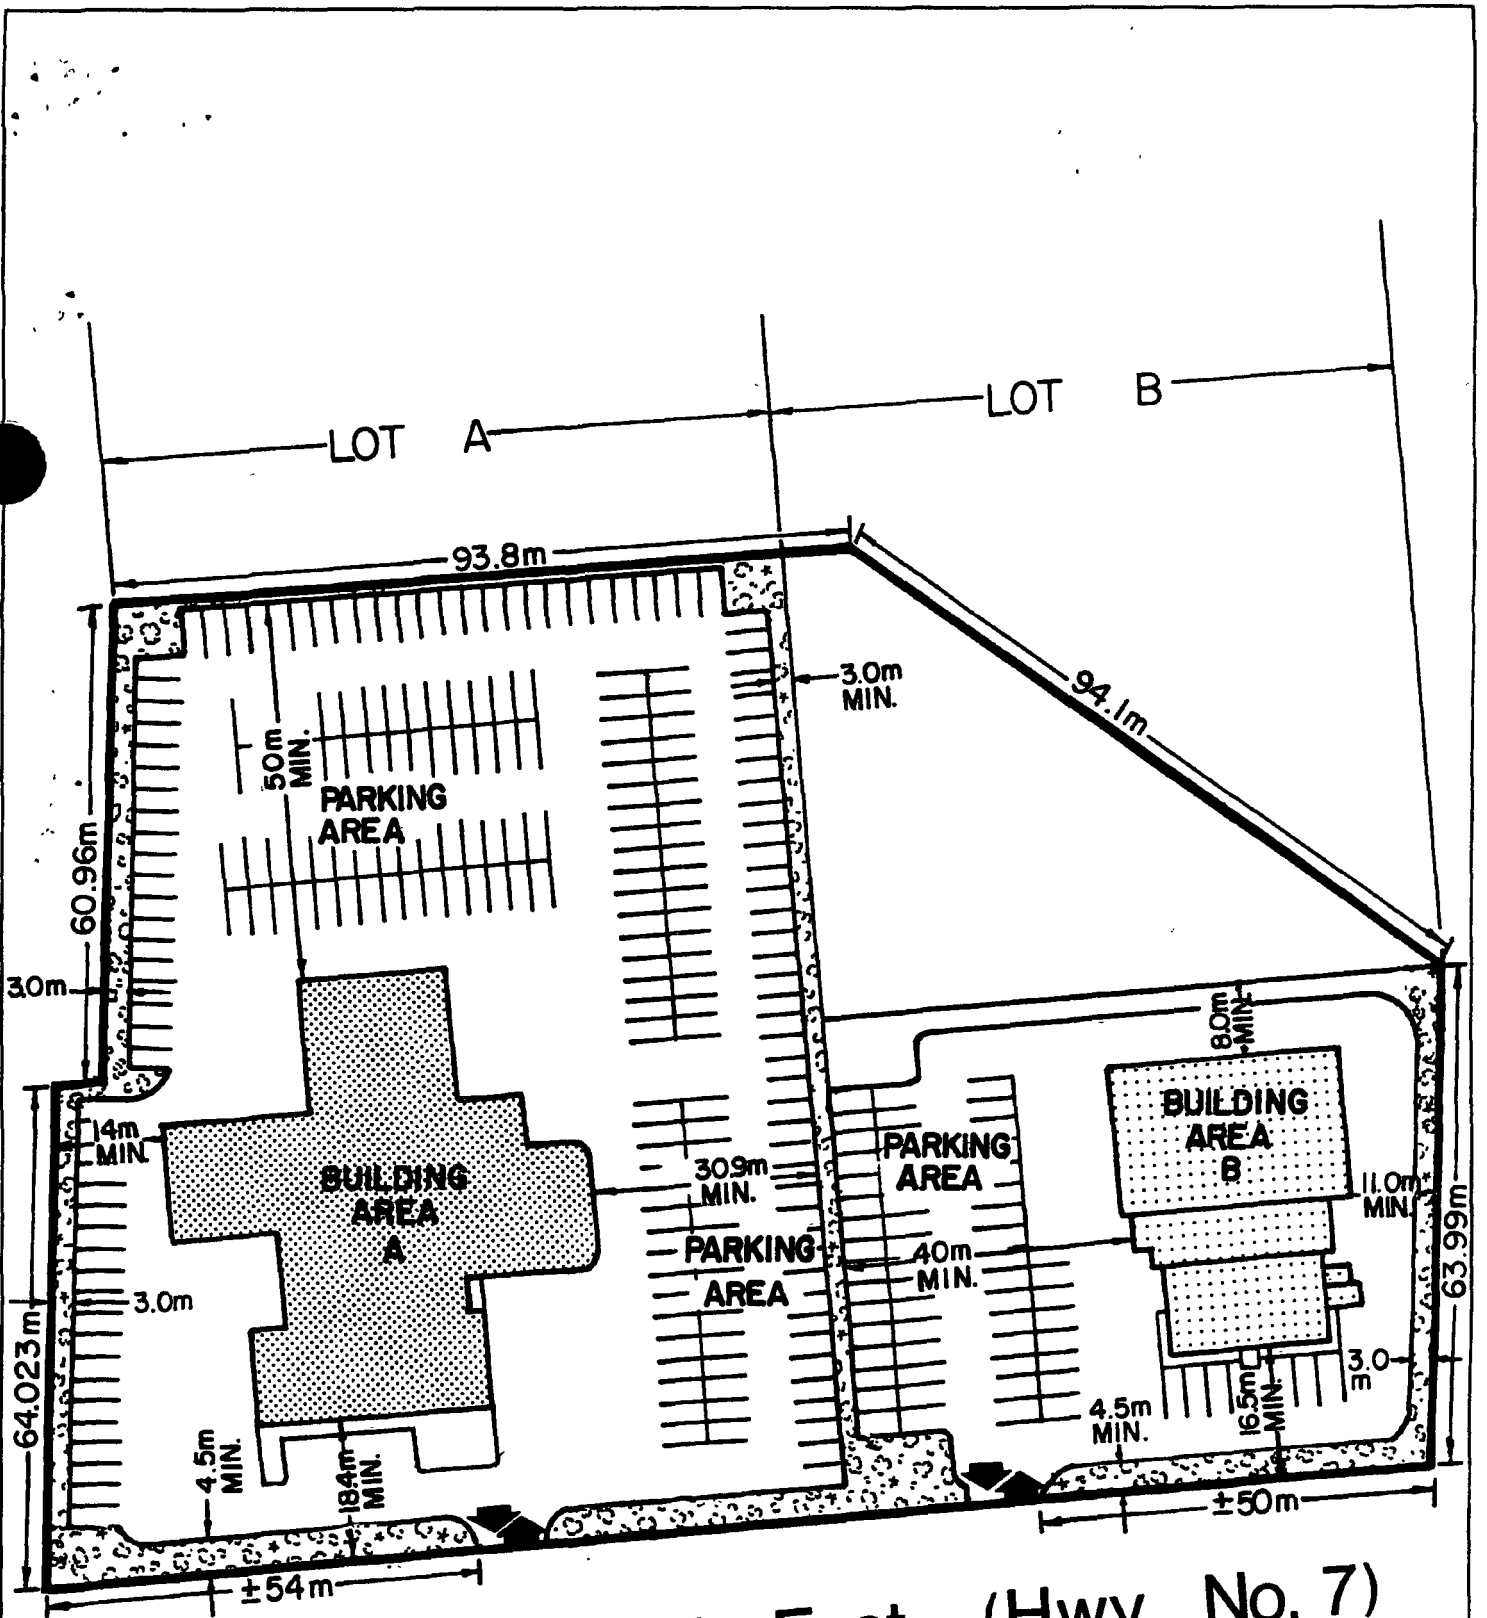 LOT A
LOT B
93.8m
94.1m
3.0m
MIN.
50m
MIN.
PARKING
AREA
60.96m
3.0m
8.0m
MIN.
14m
MIN.
BUILDING
AREA
A
30.9m
MIN.
PARKING
AREA
PARKING
AREA
BUILDING
AREA
B
11.0m
MIN.
40m
MIN.
63.99m
3.0m
64.023m
3.0
m
4.5m
MIN.
18.4m
MIN.
4.5m
MIN.
16.5m
MIN.
±50m
±54m
(Hwy. No. 7)